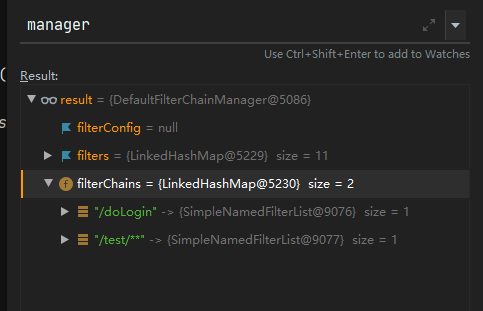 manager
Use Ctrl+Shift+Enter to add to Watches
Result:
result = {DefaultFilterChainManager@5086}
filterConfig = null
filters = {LinkedHashMap@5229} size = 11
f filterChains = {LinkedHashMap@5230} size = 2
"/doLogin" -> {SimpleNamedFilterList@9076} size = 1
"/test/**" -> {SimpleNamedFilterList@9077} size = 1
(
s